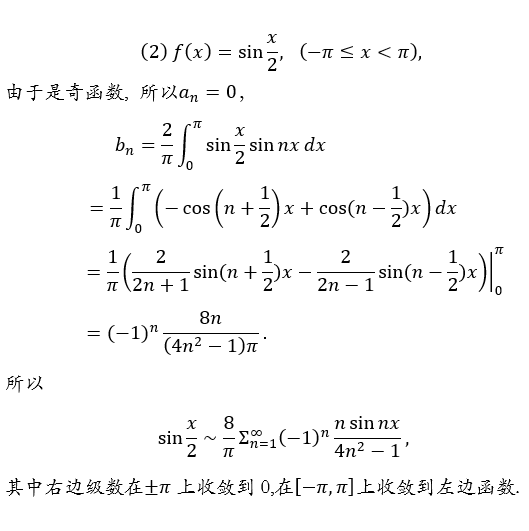 (2) f(x) = sin x/2, (−π ≤ x < π),
由于是奇函数, 所以aₙ = 0,
bₙ = 2/π ∫₀^π sin x/2 sin nx dx
= 1/π ∫₀^π (− cos (n + 1/2) x + cos(n − 1/2)x) dx
= 1/π (2/(2n + 1) sin(n + 1/2)x − 2/(2n − 1) sin(n − 1/2)x)|₀^π
= (−1)ⁿ 8n/((4n² − 1)π).
所以
sin x/2 ~ 8/π Σₙ₌₁^∞ (−1)ⁿ (n sin nx)/(4n² − 1),
其中右边级数在±π 上收敛到 0,在[−π, π]上收敛到左边函数.